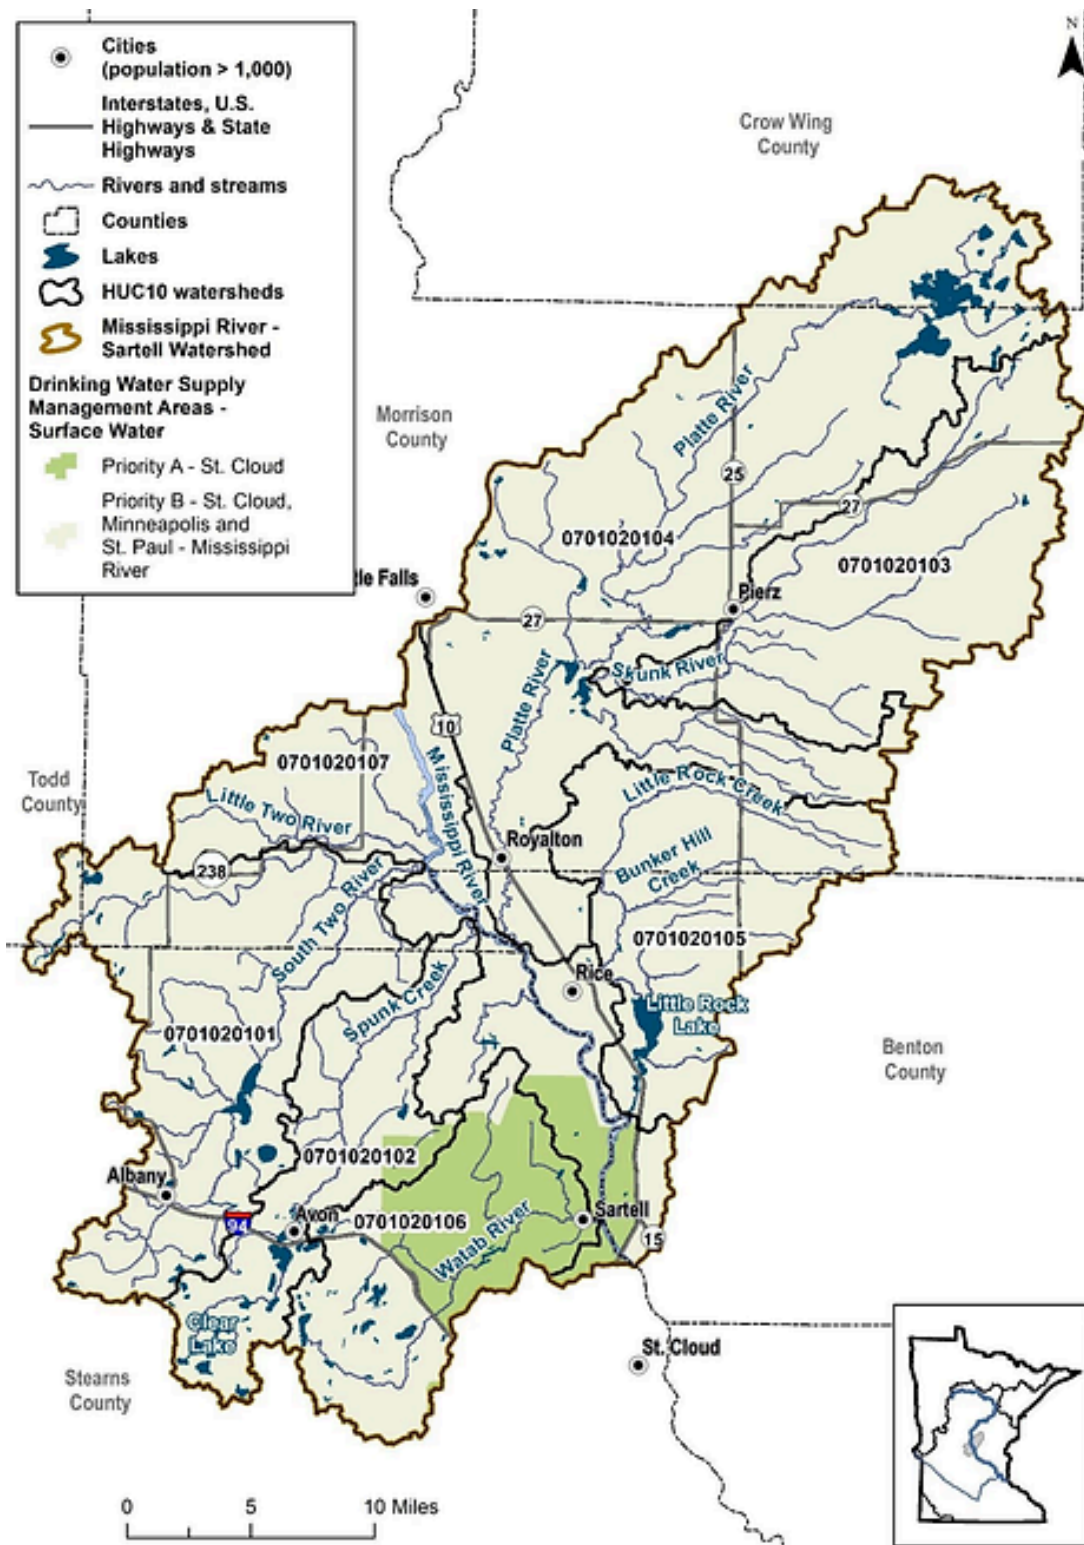 Cities
(population > 1,000)
Interstates, U.S.
Highways & State
Highways
Rivers and streams
Counties
Lakes
HUC10 watersheds
Mississippi River -
Sartell Watershed
Drinking Water Supply
Management Areas -
Surface Water
Priority A - St. Cloud
Priority B - St. Cloud,
Minneapolis and
St. Paul - Mississippi
River
N
Crow Wing
County
Morrison
County
Platte River
25
27
0701020104
0701020103
tle Falls
Pierz
27
Skunk River
Platte River
10
Mississippi River
0701020107
Todd
County
Little Two River
Little Rock Creek
Royalton
Bunker Hill
Creek
238
South Two River
0701020105
Rice
Spunk Creek
Little Rock
Lake
0701020101
Benton
County
0701020102
Albany
Avon
94
0701020106
Watab River
Sartell
15
Clear
Lake
St. Cloud
Stearns
County
0 5 10 Miles